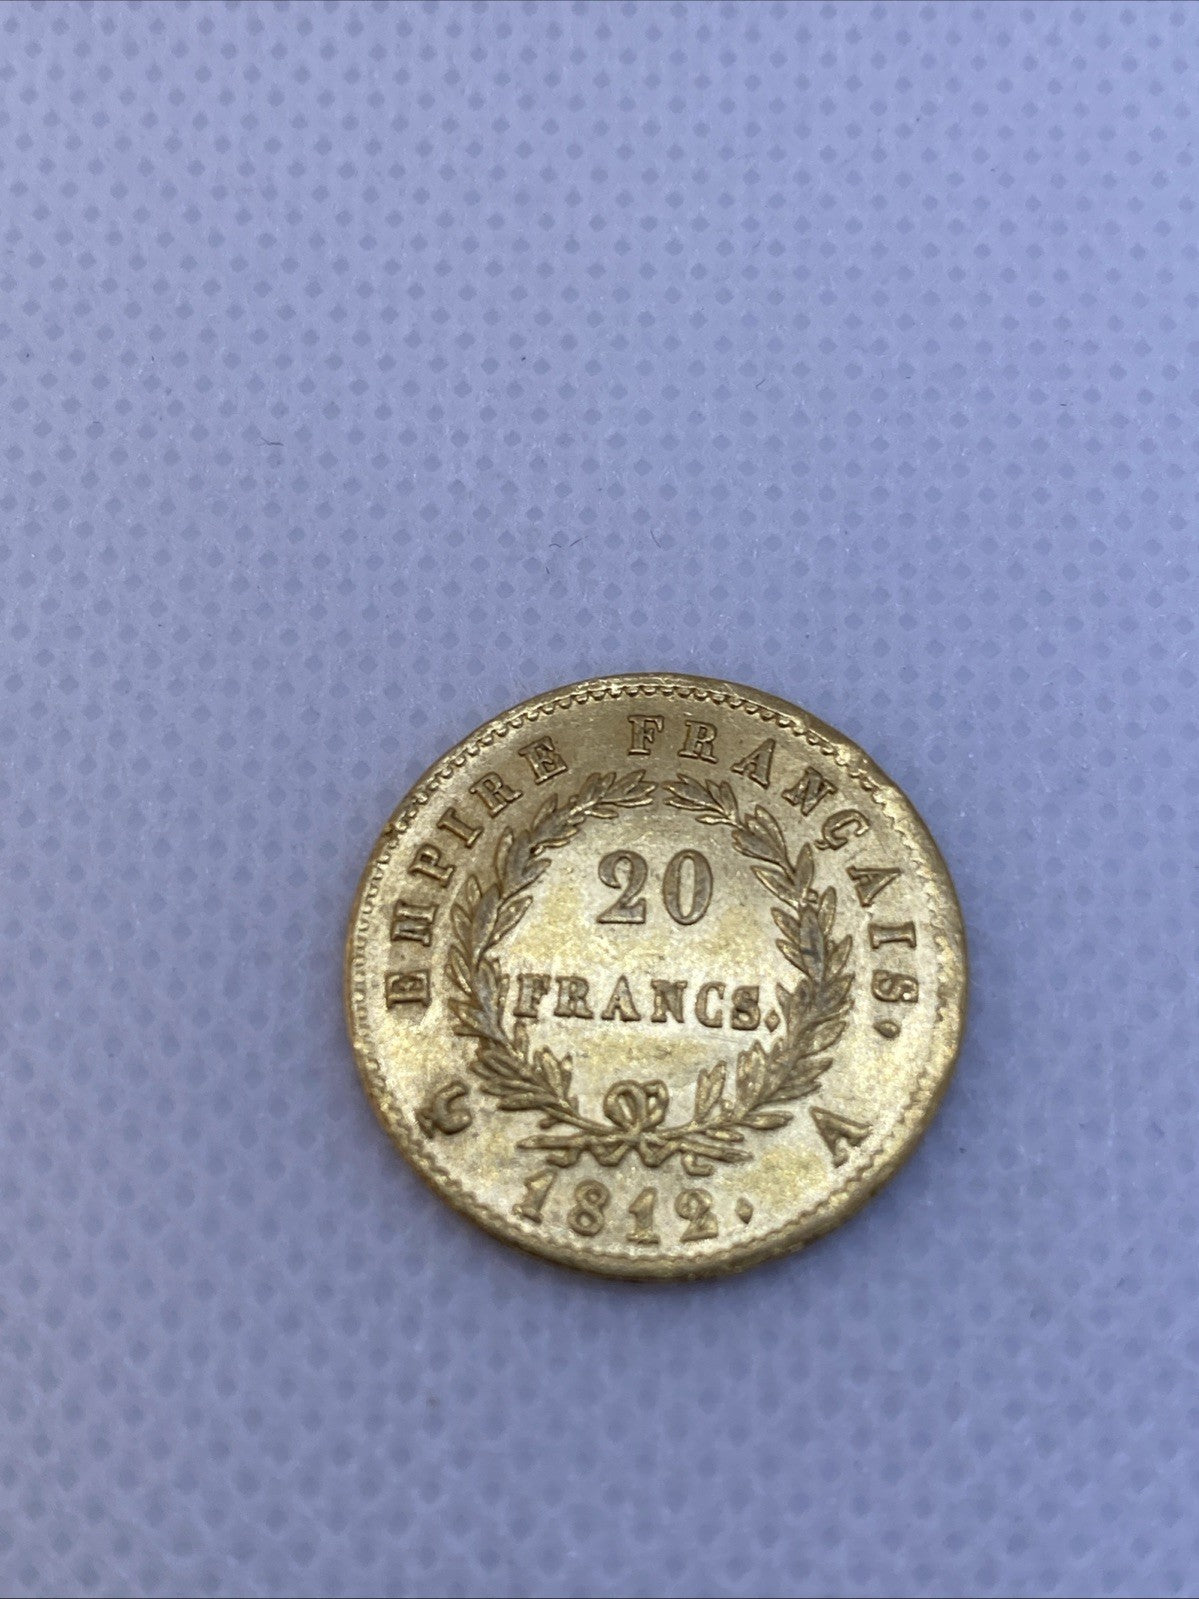 EMPIRE FRANÇAIS.
20
FRANCS.
1812.
A